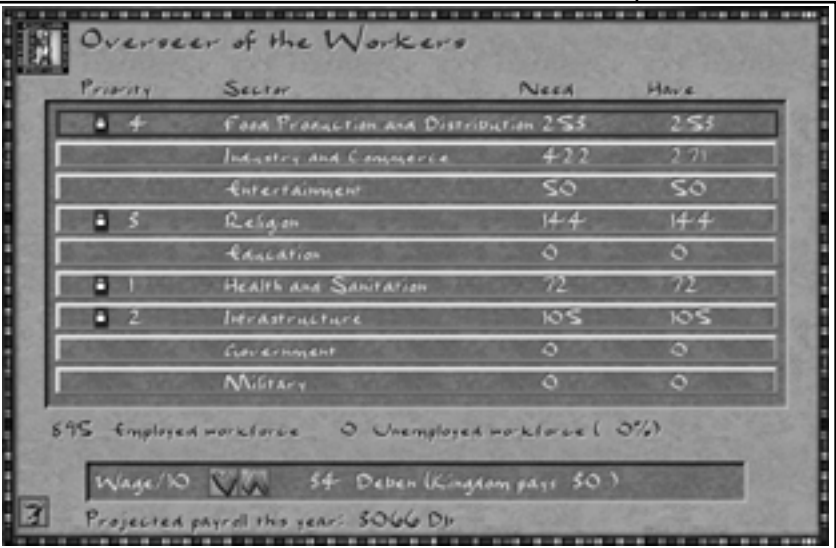 Overseer of the Workers
Priority Sector Need Have
4 Food Production and Distribution 253 253
Industry and Commerce 422 271
Entertainment 50 50
3 Religion 144 144
Education 0 0
1 Health and Sanitation 72 72
2 Infrastructure 105 105
Government 0 0
Military 0 0
895 Employed workforce 0 Unemployed workforce ( 0%)
Wage/10 34 Deben (Kingdom pays 30 )
Projected payroll this year: 3066 Db
?